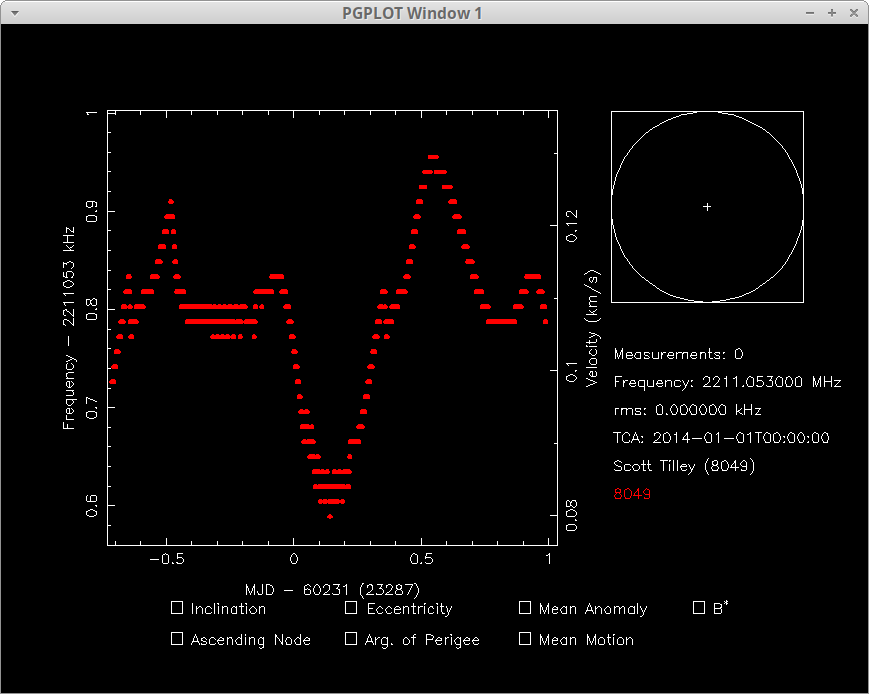 PGPLOT Window 1
1
0.9
0.8
0.7
0.6
Frequency − 2211053 kHz
0.12
0.1
0.08
Velocity (km/s)
−0.5 0 0.5 1
MJD − 60231 (23287)
Measurements: 0
Frequency: 2211.053000 MHz
rms: 0.000000 kHz
TCA: 2014−01−01T00:00:00
Scott Tilley (8049)
8049
Inclination Eccentricity Mean Anomaly B*
Ascending Node Arg. of Perigee Mean Motion